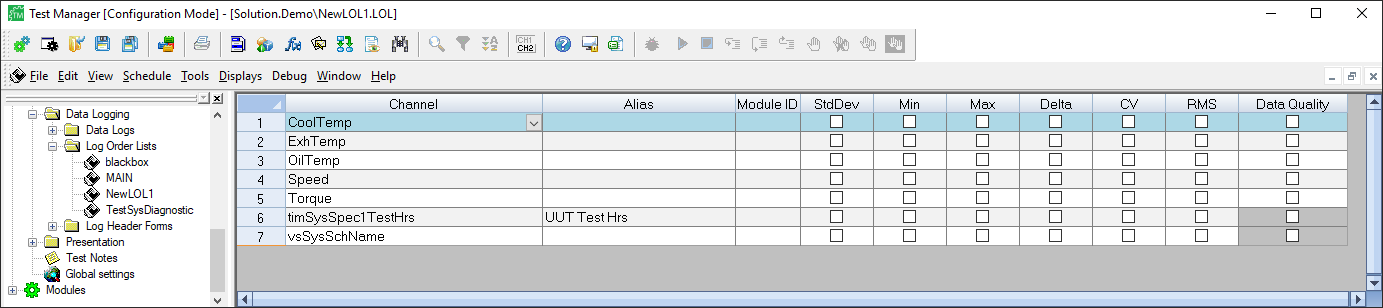 Test Manager [Configuration Mode] - [Solution.Demo\NewLOL1.LOL]
CH1
CH2
File Edit View Schedule Tools Displays Debug Window Help
Data Logging
Data Logs
Log Order Lists
blackbox
MAIN
NewLOL1
TestSysDiagnostic
Log Header Forms
Presentation
Test Notes
Global settings
Modules
Channel Alias Module ID StdDev Min Max Delta CV RMS Data Quality
1 CoolTemp
2 ExhTemp
3 OilTemp
4 Speed
5 Torque
6 timSysSpec1TestHrs UUT Test Hrs
7 vsSysSchName